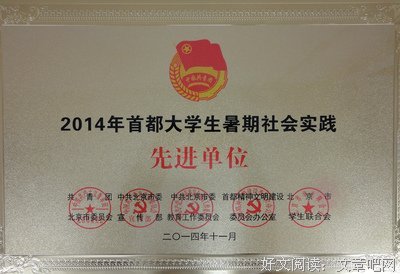 中国共青团
2014年首都大学生暑期社会实践
先进单位
共青团 中共北京市委 中共北京市委 首都精神文明建设 北京市
北京市委员会 宣传部 教育工作委员会 委员会办公室 学生联合会
二〇一四年十一月
好文阅读：文章吧网